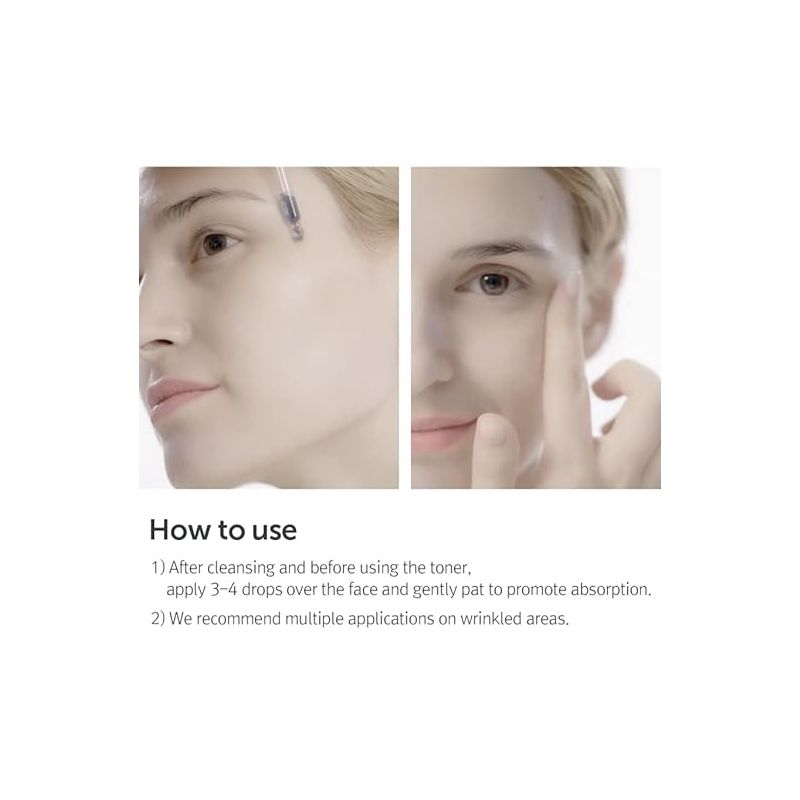 How to use
1) After cleansing and before using the toner,
apply 3-4 drops over the face and gently pat to promote absorption.
2) We recommend multiple applications on wrinkled areas.